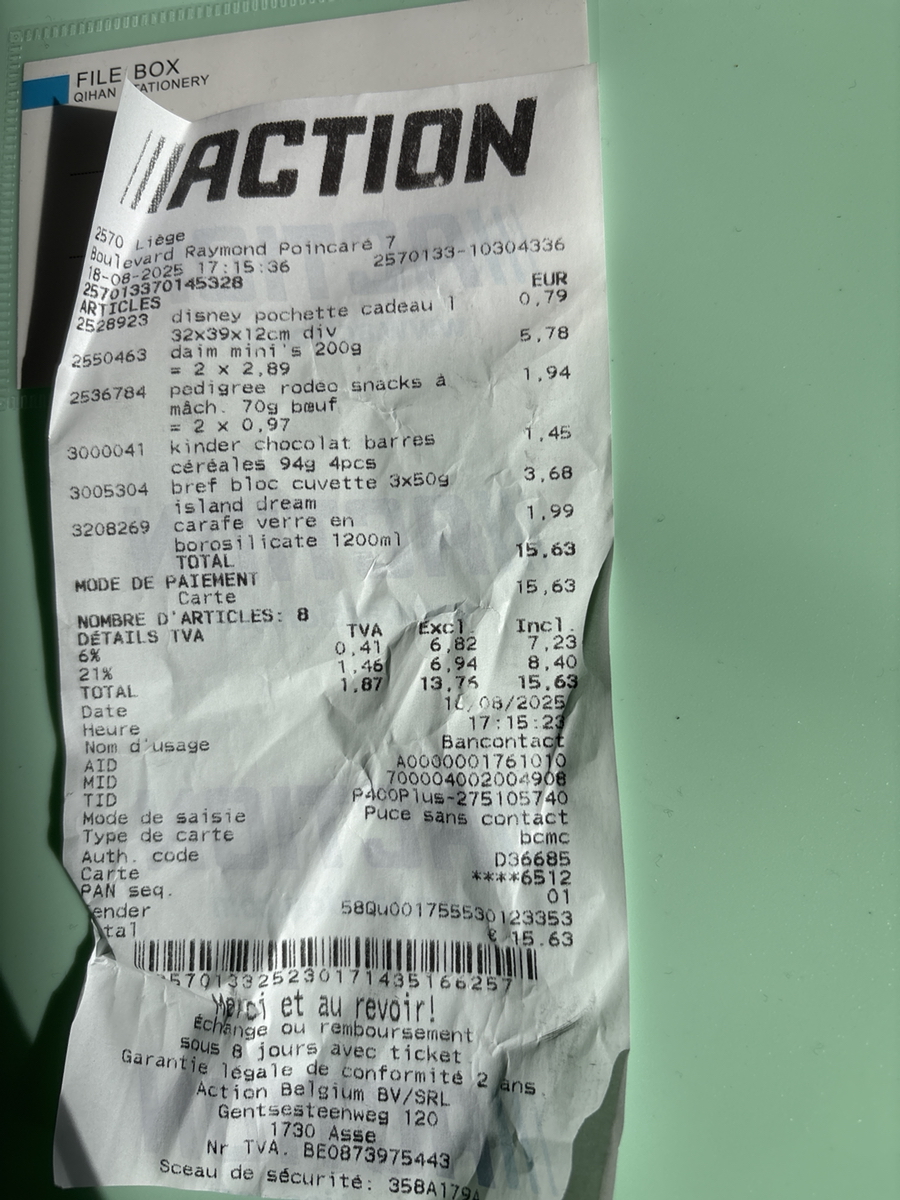 FILE BOX
QIHAN
ACTION
2570 Liège
Boulevard Raymond Poincaré 7
18-08-2025 17:15:36 2570133-10304336
257013370145328
ARTICLES EUR
2528923 disney pochette cadeau 1 0,79
32x39x12cm div
2550463 daim mini's 200g 5,78
= 2 x 2,89
2536784 pedigree rodeo snacks à 1,94
mâch. 70g bœuf
= 2 x 0,97
3000041 kinder chocolat barres 1,45
céréales 94g 4pcs
3005304 bref bloc cuvette 3x50g 3,68
island dream
3208269 carafe verre en 1,99
borosilicate 1200ml
TOTAL 15,63
MODE DE PAIEMENT
Carte 15,63
NOMBRE D'ARTICLES: 8
DÉTAILS TVA TVA Excl. Incl.
6% 0,41 6,82 7,23
21% 1,46 6,94 8,40
TOTAL 1,87 13,76 15,63
Date
Heure 17:15:23
Nom d'usage Bancontact
AID A0000001761010
MID 700004002004908
TID P400Plus-275105740
Mode de saisie Puce sans contact
Type de carte bcmc
Auth. code D36685
Carte ****6512
PAN seq. 01
ender 58Qu001755530123353
tal € 15.63
5701332523017143516625​7
Merci et au revoir!
Échange ou remboursement
sous 8 jours avec ticket
Garantie légale de conformité 2 ans
Action Belgium BV/SRL
Gentsesteenweg 120
1730 Asse
Nr TVA. BE0873975443
Sceau de sécurité: 358A179A